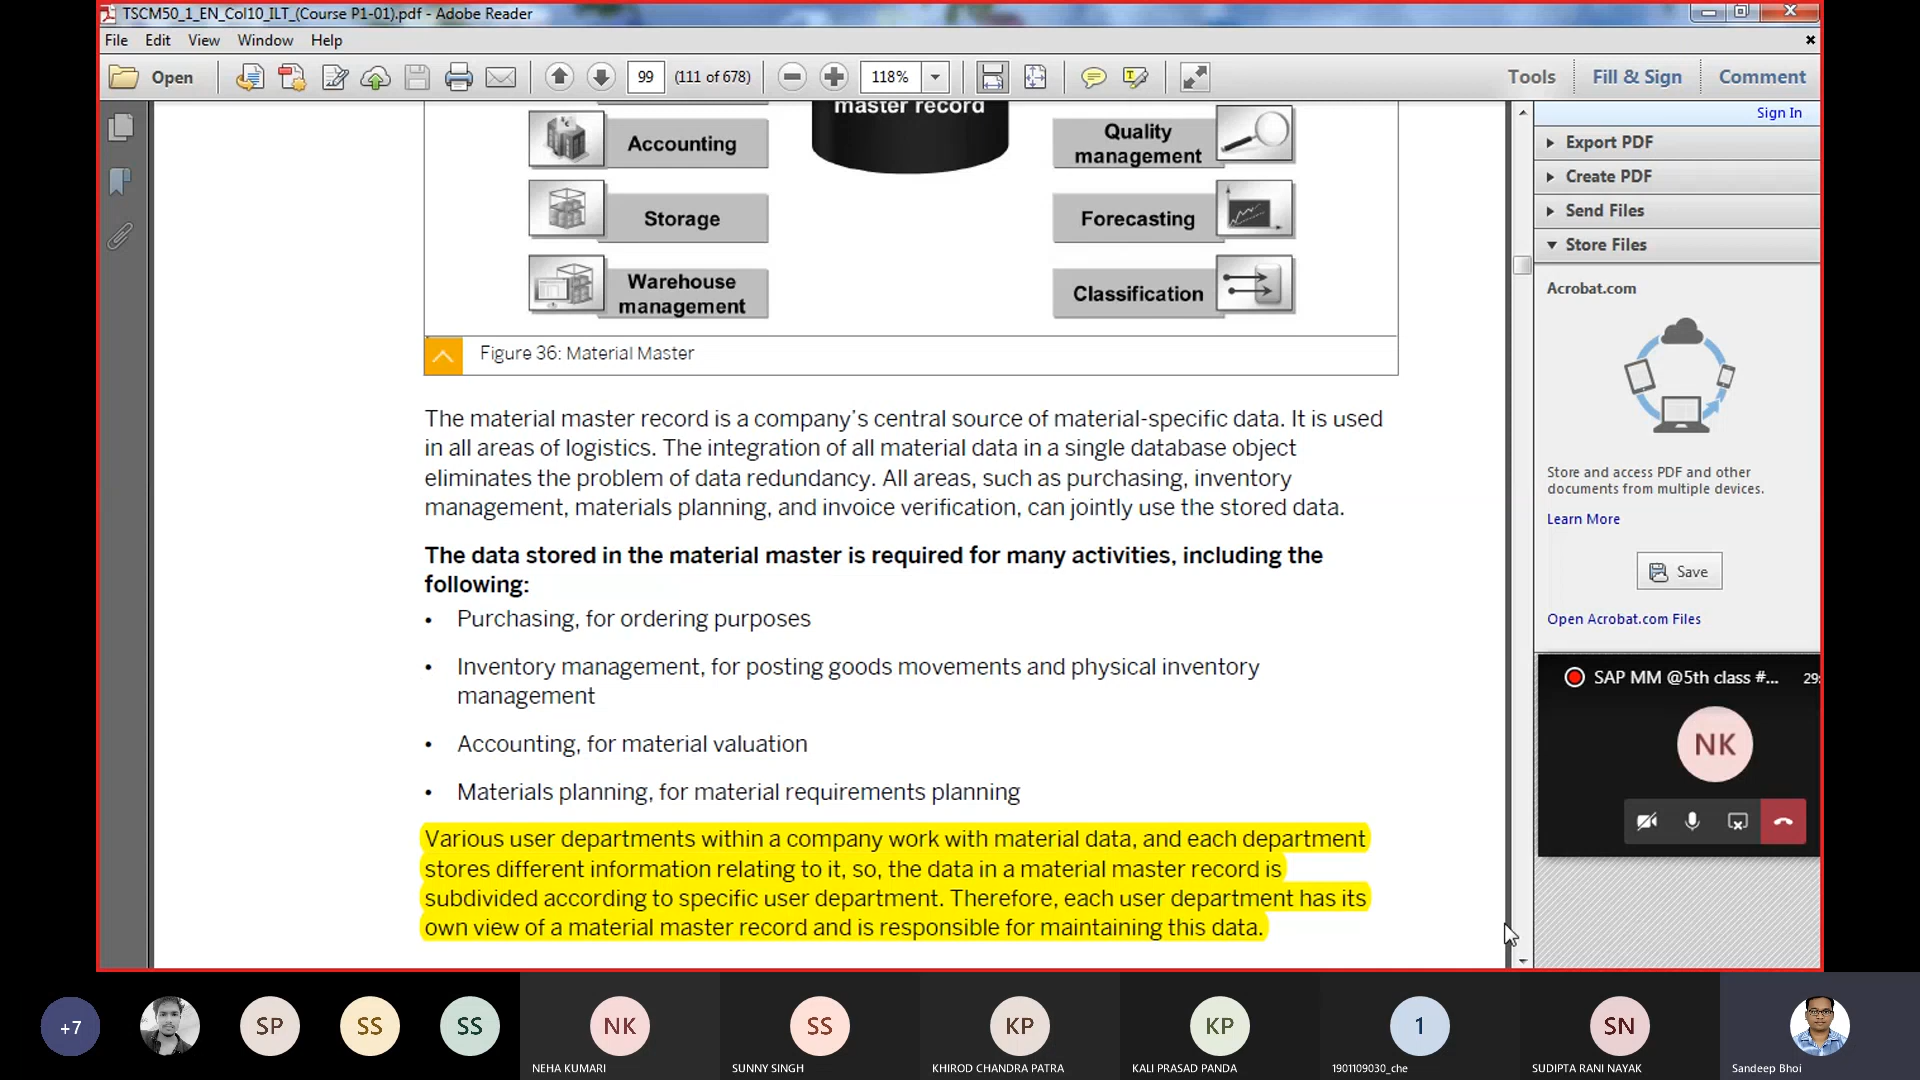 TSCM50_1_EN_Col10_ILT_(Course P1-01).pdf - Adobe Reader
File Edit View Window Help
Open 99 (111 of 678) 118% Tools Fill & Sign Comment
Sign In
Export PDF
Create PDF
Send Files
Store Files
Acrobat.com
Store and access PDF and other
documents from multiple devices.
Learn More
Save
Open Acrobat.com Files
master record
Accounting
Quality
management
Storage
Forecasting
Warehouse
management
Classification
Figure 36: Material Master
The material master record is a company's central source of material-specific data. It is used
in all areas of logistics. The integration of all material data in a single database object
eliminates the problem of data redundancy. All areas, such as purchasing, inventory
management, materials planning, and invoice verification, can jointly use the stored data.
The data stored in the material master is required for many activities, including the
following:
• Purchasing, for ordering purposes
• Inventory management, for posting goods movements and physical inventory
management
• Accounting, for material valuation
• Materials planning, for material requirements planning
Various user departments within a company work with material data, and each department
stores different information relating to it, so, the data in a material master record is
subdivided according to specific user department. Therefore, each user department has its
own view of a material master record and is responsible for maintaining this data.
SAP MM @5th class #... 29:
NK
+7 SP SS SS NK SS KP KP 1 SN
NEHA KUMARI SUNNY SINGH KHIROD CHANDRA PATRA KALI PRASAD PANDA 1901109030_che SUDIPTA RANI NAYAK Sandeep Bhoi